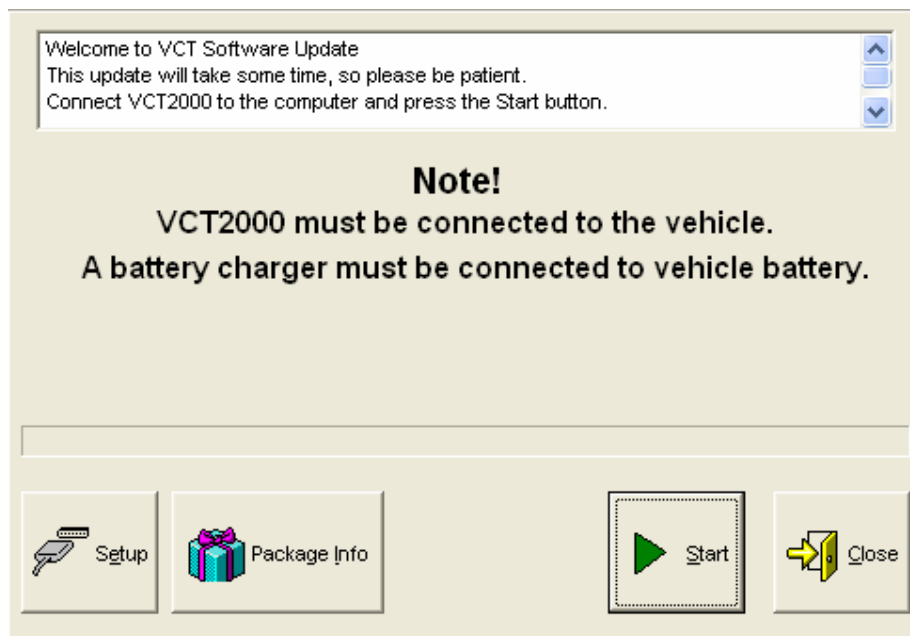 Welcome to VCT Software Update
This update will take some time, so please be patient.
Connect VCT2000 to the computer and press the Start button.
Note!
VCT2000 must be connected to the vehicle.
A battery charger must be connected to vehicle battery.
Setup
Package Info
Start
Close